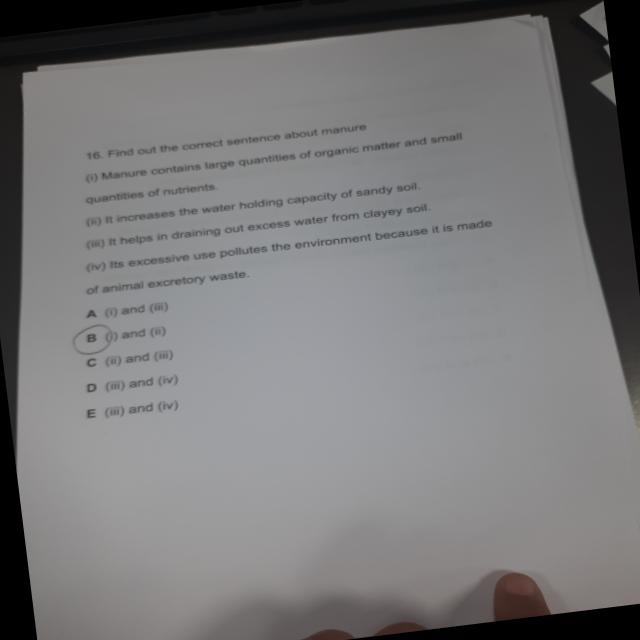 16. Find out the correct sentence about manure
(i) Manure contains large quantities of organic matter and small
quantities of nutrients.
(ii) It increases the water holding capacity of sandy soil.
(iii) It helps in draining out excess water from clayey soil.
(iv) Its excessive use pollutes the environment because it is made
of animal excretory waste.
A (i) and (iii)
B (i) and (ii)
C (ii) and (iii)
D (iii) and (iv)
E (iii) and (iv)